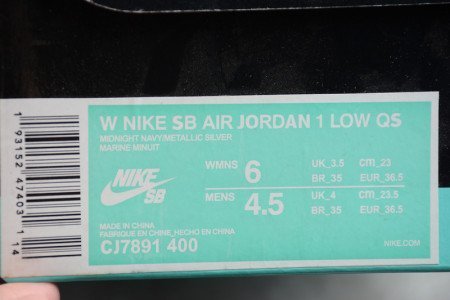 W NIKE SB AIR JORDAN 1 LOW QS
MIDNIGHT NAVY/METALLIC SILVER
MARINE MINUIT
WMNS 6 UK_3.5 cm_23
BR_35 EUR_36.5
MENS 4.5 UK_4 cm_23.5
BR_35 EUR_36.5
NIKE
SB
MADE IN CHINA
FABRIQUÉ EN CHINE_HECHO EN CHINA
CJ7891 400
NIKE.COM
1 93152 47403 1 14